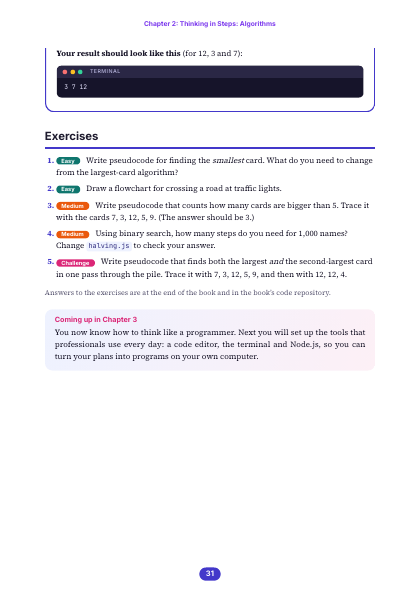 Chapter 2: Thinking in Steps: Algorithms
Your result should look like this (for 12, 3 and 7):
TERMINAL
3 7 12
Exercises
1. Easy Write pseudocode for finding the smallest card. What do you need to change
from the largest-card algorithm?
2. Easy Draw a flowchart for crossing a road at traffic lights.
3. Medium Write pseudocode that counts how many cards are bigger than 5. Trace it
with the cards 7, 3, 12, 5, 9. (The answer should be 3.)
4. Medium Using binary search, how many steps do you need for 1,000 names?
Change halving.js to check your answer.
5. Challenge Write pseudocode that finds both the largest and the second-largest card
in one pass through the pile. Trace it with 7, 3, 12, 5, 9, and then with 12, 12, 4.
Answers to the exercises are at the end of the book and in the book's code repository.
Coming up in Chapter 3
You now know how to think like a programmer. Next you will set up the tools that
professionals use every day: a code editor, the terminal and Node.js, so you can
turn your plans into programs on your own computer.
31